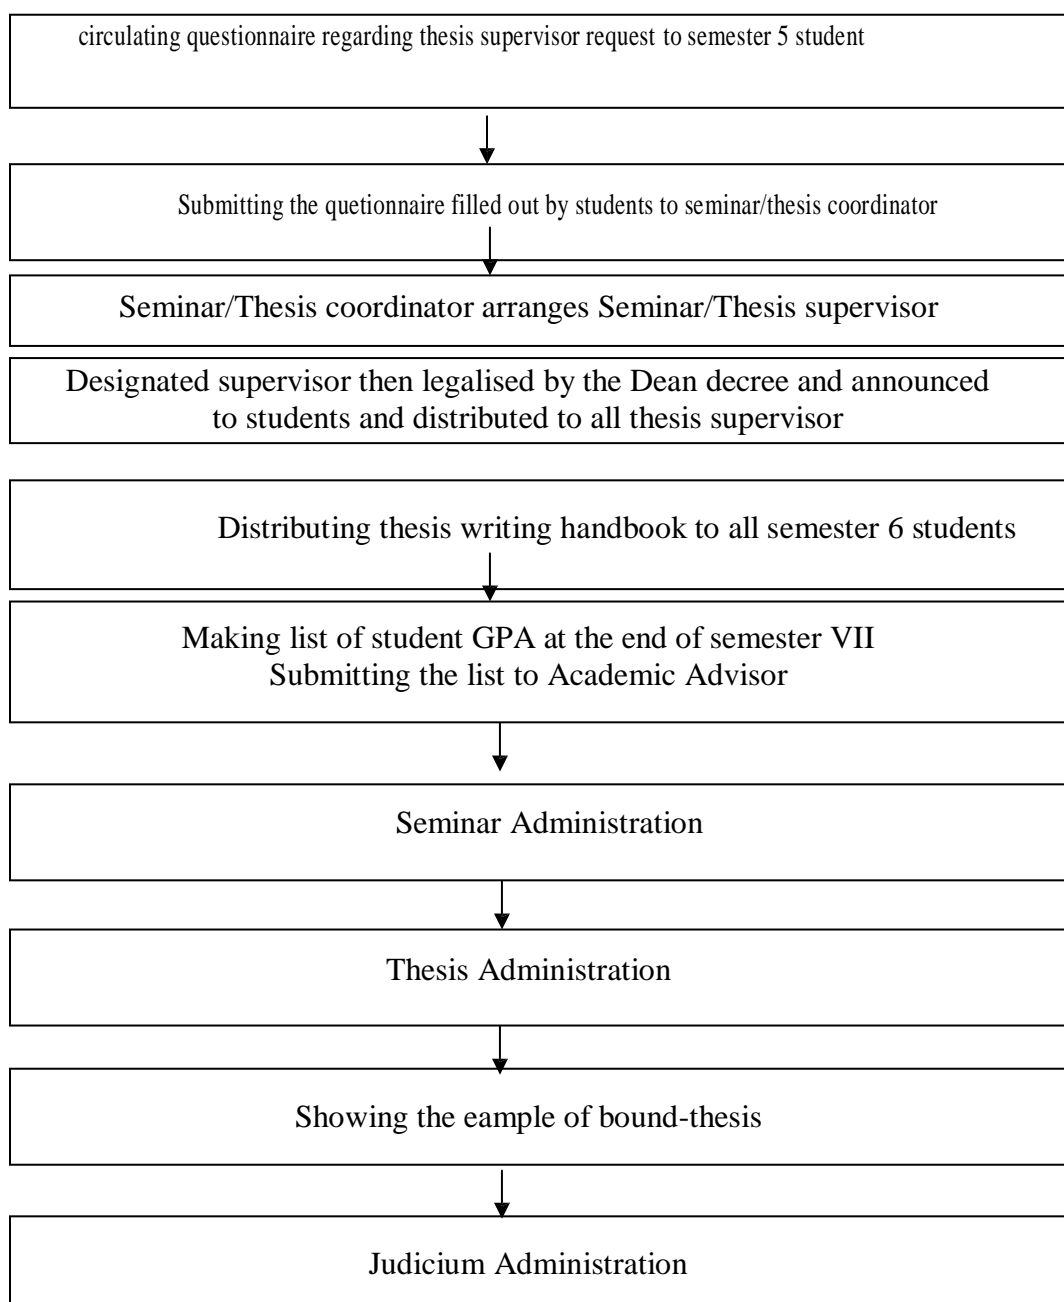 circulating questionnaire regarding thesis supervisor request to semester 5 student
Submitting the quetionnaire filled out by students to seminar/thesis coordinator
Seminar/Thesis coordinator arranges Seminar/Thesis supervisor
Designated supervisor then legalised by the Dean decree and announced
to students and distributed to all thesis supervisor
Distributing thesis writing handbook to all semester 6 students
Making list of student GPA at the end of semester VII
Submitting the list to Academic Advisor
Seminar Administration
Thesis Administration
Showing the eample of bound-thesis
Judicium Administration